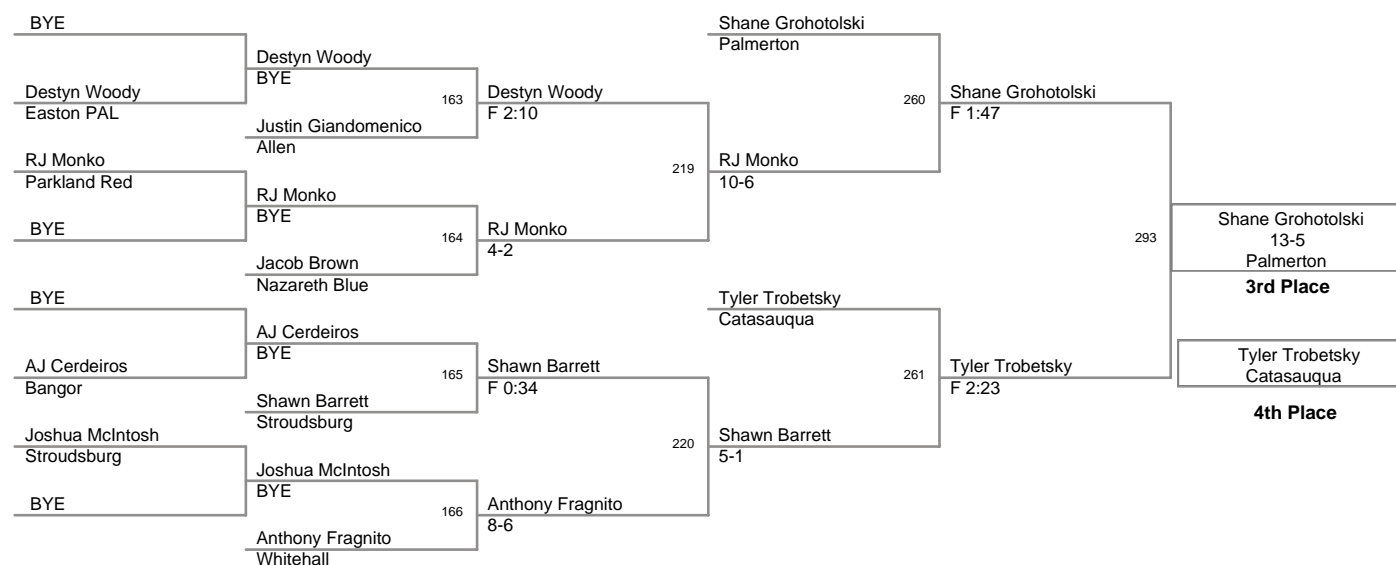 BYE
Destyn Woody
Easton PAL
RJ Monko
Parkland Red
BYE
BYE
AJ Cerdeiros
Bangor
Joshua McIntosh
Stroudsburg
BYE
Destyn Woody
BYE
163
Justin Giandomenico
Allen
RJ Monko
BYE
164
Jacob Brown
Nazareth Blue
AJ Cerdeiros
BYE
165
Shawn Barrett
Stroudsburg
Joshua McIntosh
BYE
166
Anthony Fragnito
Whitehall
Destyn Woody
F 2:10
219
RJ Monko
4-2
Shawn Barrett
F 0:34
220
Anthony Fragnito
8-6
Shane Grohotolski
Palmerton
260
RJ Monko
10-6
Tyler Trobetsky
Catasauqua
261
Shawn Barrett
5-1
Shane Grohotolski
F 1:47
293
Tyler Trobetsky
F 2:23
Shane Grohotolski
13-5
Palmerton
3rd Place
Tyler Trobetsky
Catasauqua
4th Place